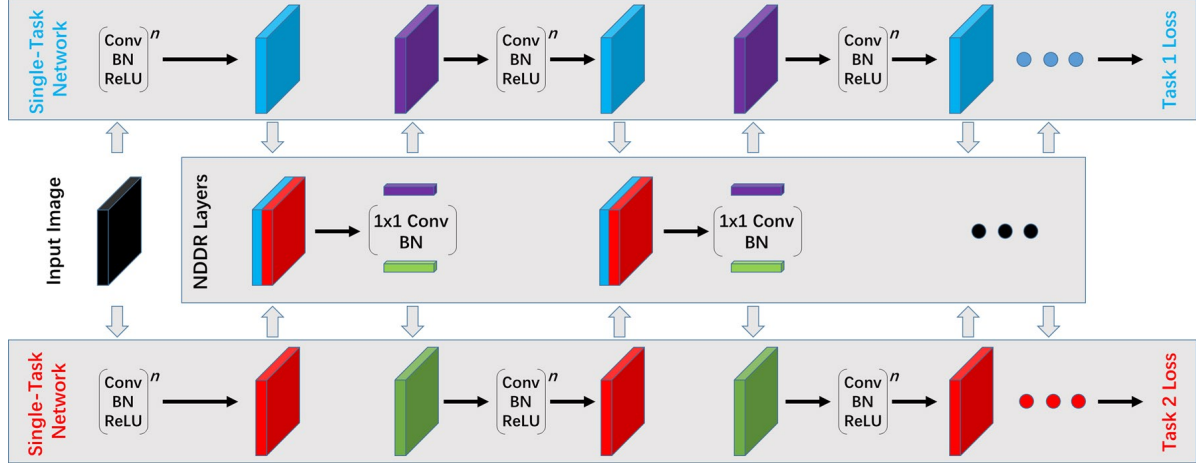 Single-Task
Network
Conv
BN
ReLU
n
Conv
BN
ReLU
n
Conv
BN
ReLU
n
Task 1 Loss
Input Image
NDDR Layers
1x1 Conv
BN
1x1 Conv
BN
Single-Task
Network
Conv
BN
ReLU
n
Conv
BN
ReLU
n
Conv
BN
ReLU
n
Task 2 Loss